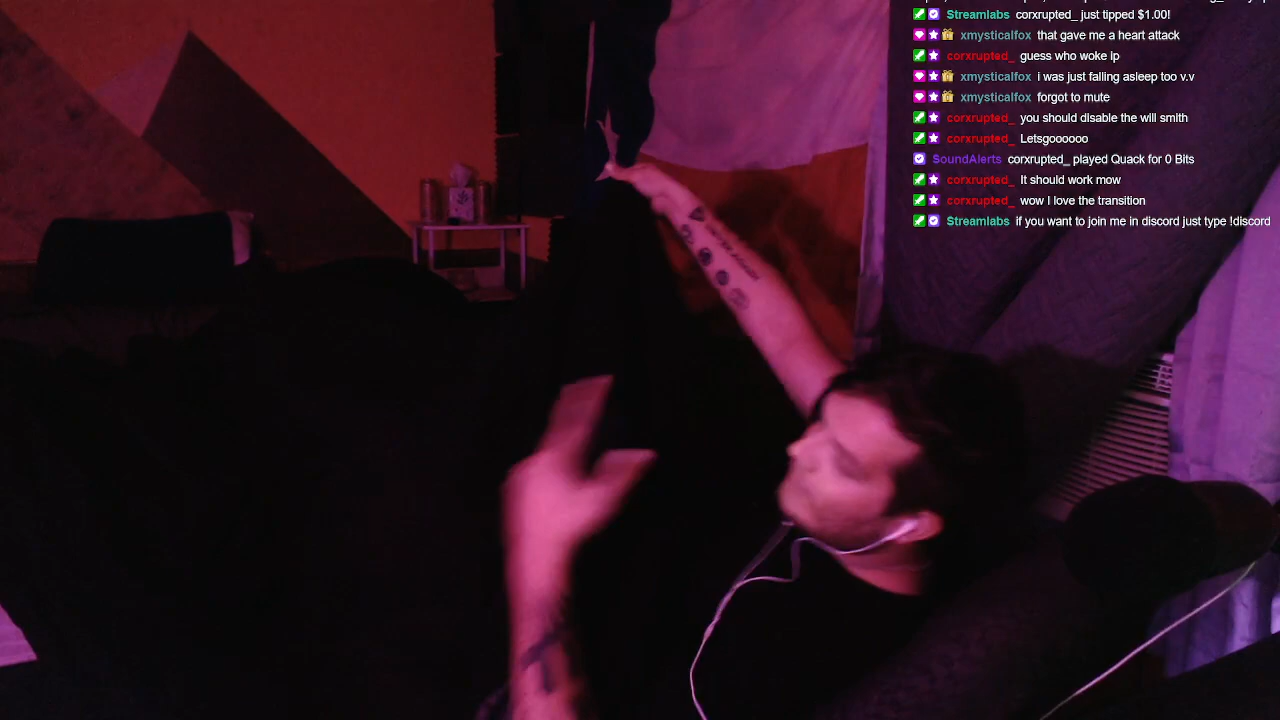 Streamlabs corxrupted_ just tipped $1.00!
xmysticalfox that gave me a heart attack
corxrupted_ guess who woke lp
xmysticalfox i was just falling asleep too v.v
xmysticalfox forgot to mute
corxrupted_ you should disable the will smith
corxrupted_ Letsgoooooo
SoundAlerts corxrupted_ played Quack for 0 Bits
corxrupted_ It should work mow
corxrupted_ wow I love the transition
Streamlabs if you want to join me in discord just type !discord